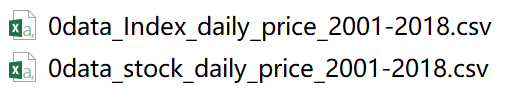 0data_Index_daily_price_2001-2018.csv
0data_stock_daily_price_2001-2018.csv